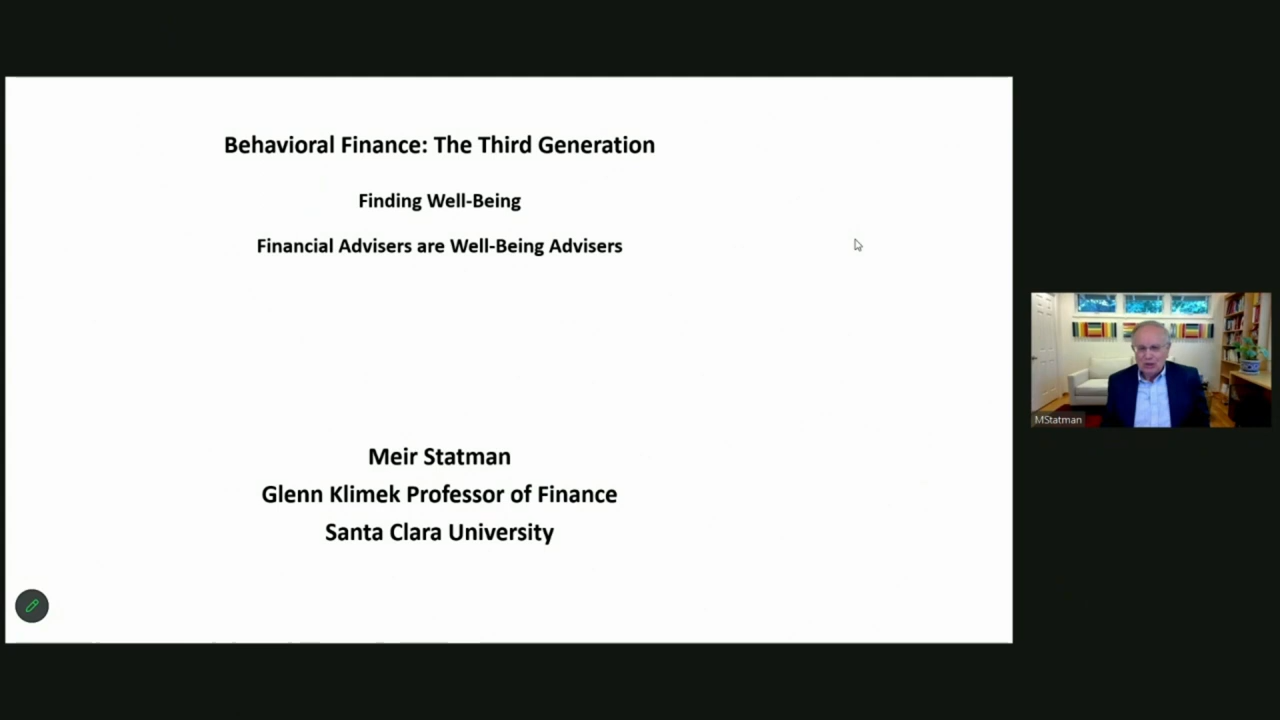 Behavioral Finance: The Third Generation
Finding Well-Being
Financial Advisers are Well-Being Advisers
Meir Statman
Glenn Klimek Professor of Finance
Santa Clara University
MStatman